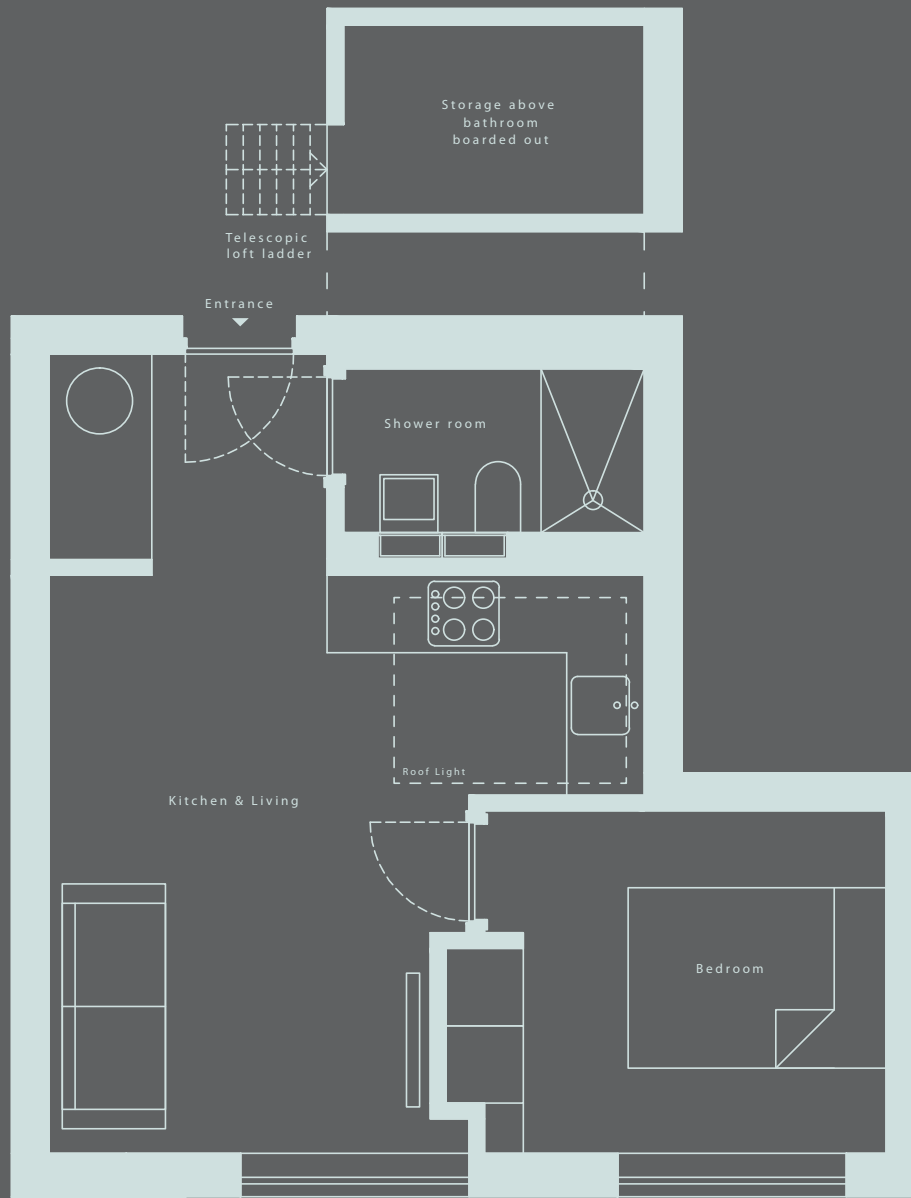 Storage above
bathroom
boarded out
Telescopic
loft ladder
Entrance
Shower room
Roof Light
Kitchen & Living
Bedroom